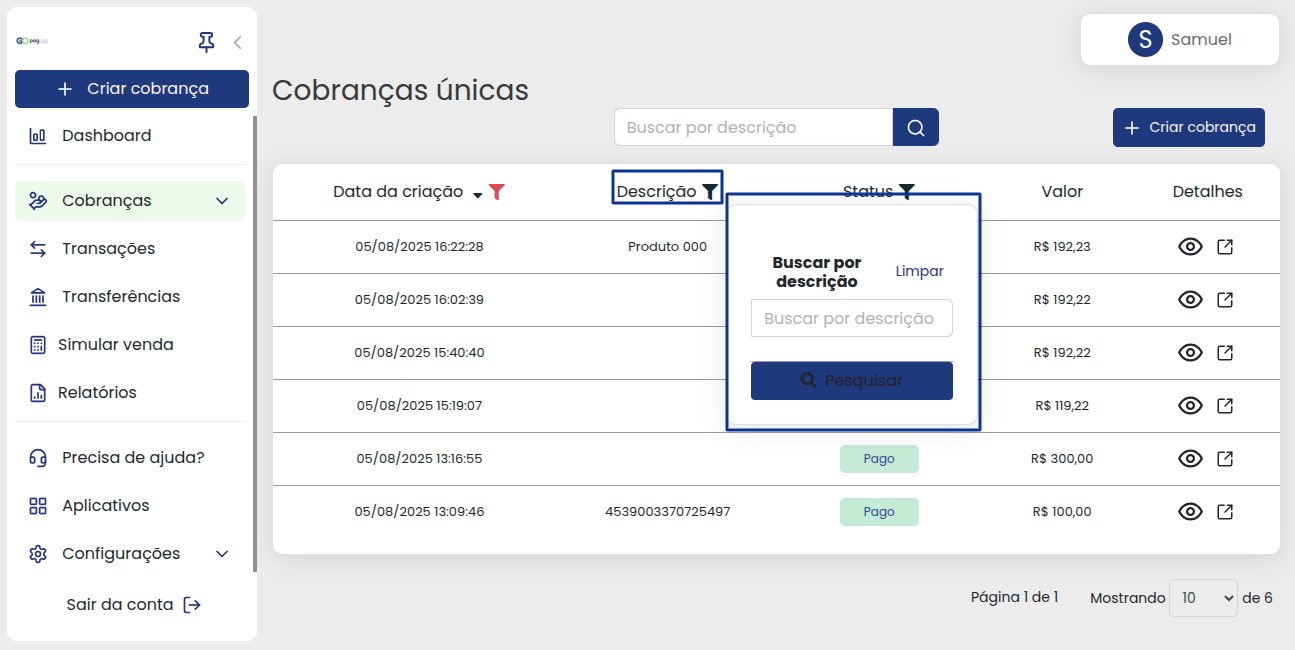 GO pag
Criar cobrança
Dashboard
Cobranças
Transações
Transferências
Simular venda
Relatórios
Precisa de ajuda?
Aplicativos
Configurações
Sair da conta
S Samuel
Cobranças únicas
Buscar por descrição
Criar cobrança
Data da criação Descrição Status Valor Detalhes
05/08/2025 16:22:28 Produto 000 R$ 192,23
05/08/2025 16:02:39 R$ 192,22
05/08/2025 15:40:40 R$ 192,22
05/08/2025 15:19:07 R$ 119,22
05/08/2025 13:16:55 Pago R$ 300,00
05/08/2025 13:09:46 4539003370725497 Pago R$ 100,00
Buscar por
descrição
Limpar
Buscar por descrição
Pesquisar
Página 1 de 1 Mostrando 10 de 6